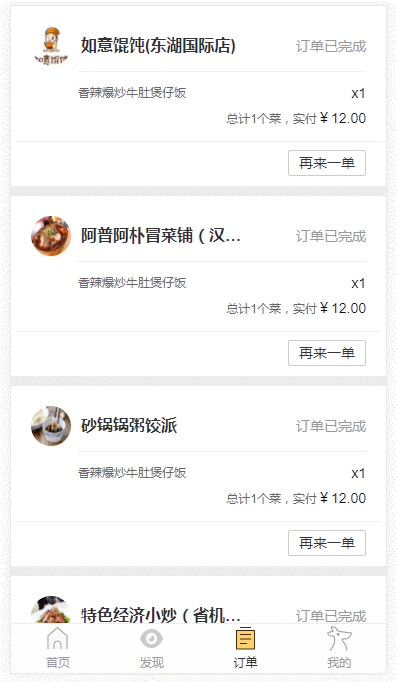 如意馄饨(东湖国际店) 订单已完成
香辣爆炒牛肚煲仔饭 x1
总计1个菜，实付 ¥ 12.00
再来一单
阿普阿朴冒菜铺（汉... 订单已完成
香辣爆炒牛肚煲仔饭 x1
总计1个菜，实付 ¥ 12.00
再来一单
砂锅锅粥饺派 订单已完成
香辣爆炒牛肚煲仔饭 x1
总计1个菜，实付 ¥ 12.00
再来一单
特色经济小炒（省机... 订单已完成
首页 发现 订单 我的